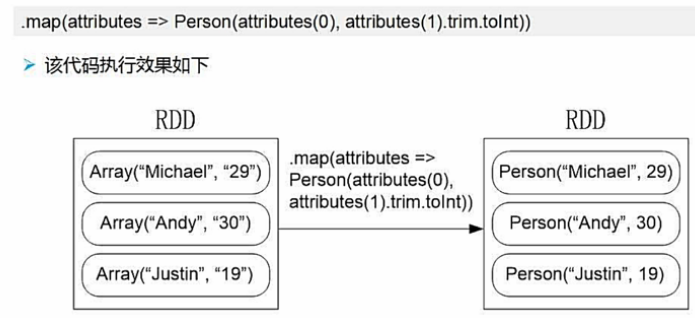 .map(attributes => Person(attributes(0), attributes(1).trim.toInt))
➢ 该代码执行效果如下
RDD
Array(“Michael”, “29”)
Array(“Andy”, “30”)
Array(“Justin”, “19”)
.map(attributes =>
Person(attributes(0),
attributes(1).trim.toInt))
RDD
Person(“Michael”, 29)
Person(“Andy”, 30)
Person(“Justin”, 19)